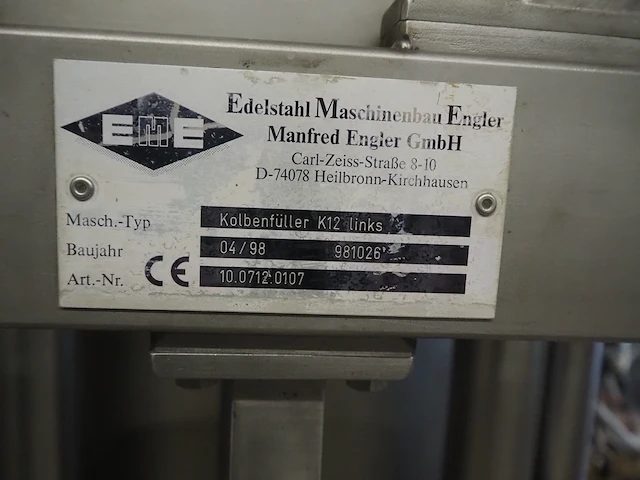 EME
Edelstahl Maschinenbau Engler
Manfred Engler GmbH
Carl-Zeiss-Straße 8-10
D-74078 Heilbronn-Kirchhausen
Masch.-Typ Kolbenfüller K12 links
Baujahr 04/98 981026
Art.-Nr. CE 10.0712.0107